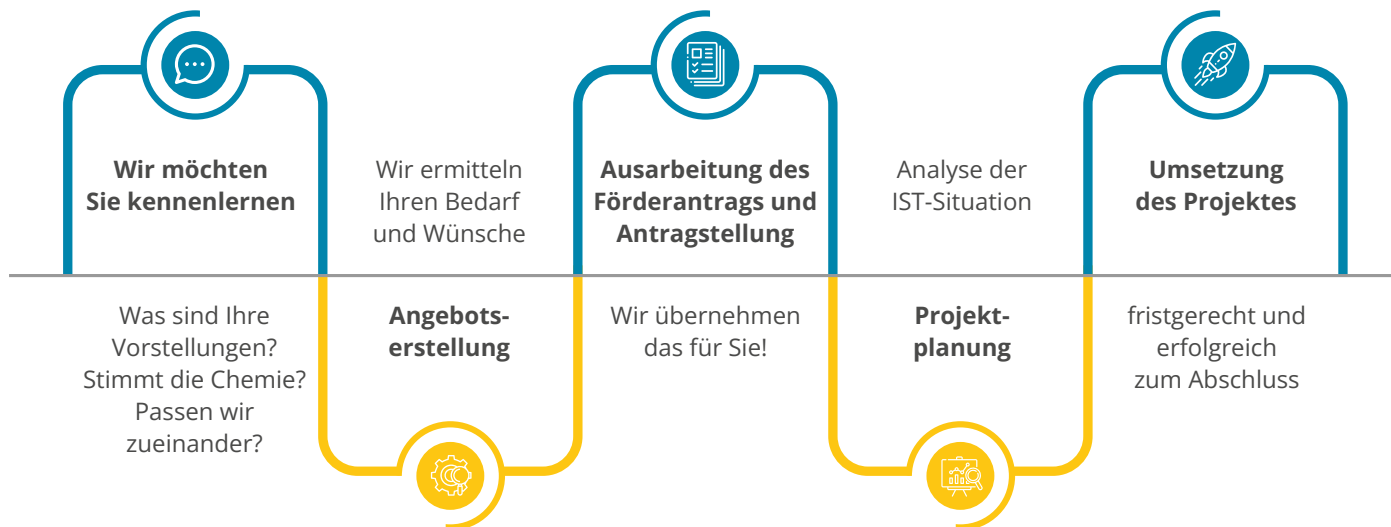 Wir möchten
Sie kennenlernen
Was sind Ihre
Vorstellungen?
Stimmt die Chemie?
Passen wir
zueinander?
Wir ermitteln
Ihren Bedarf
und Wünsche
Angebots-
erstellung
Ausarbeitung des
Förderantrags und
Antragstellung
Wir übernehmen
das für Sie!
Analyse der
IST-Situation
Projekt-
planung
Umsetzung
des Projektes
fristgerecht und
erfolgreich
zum Abschluss